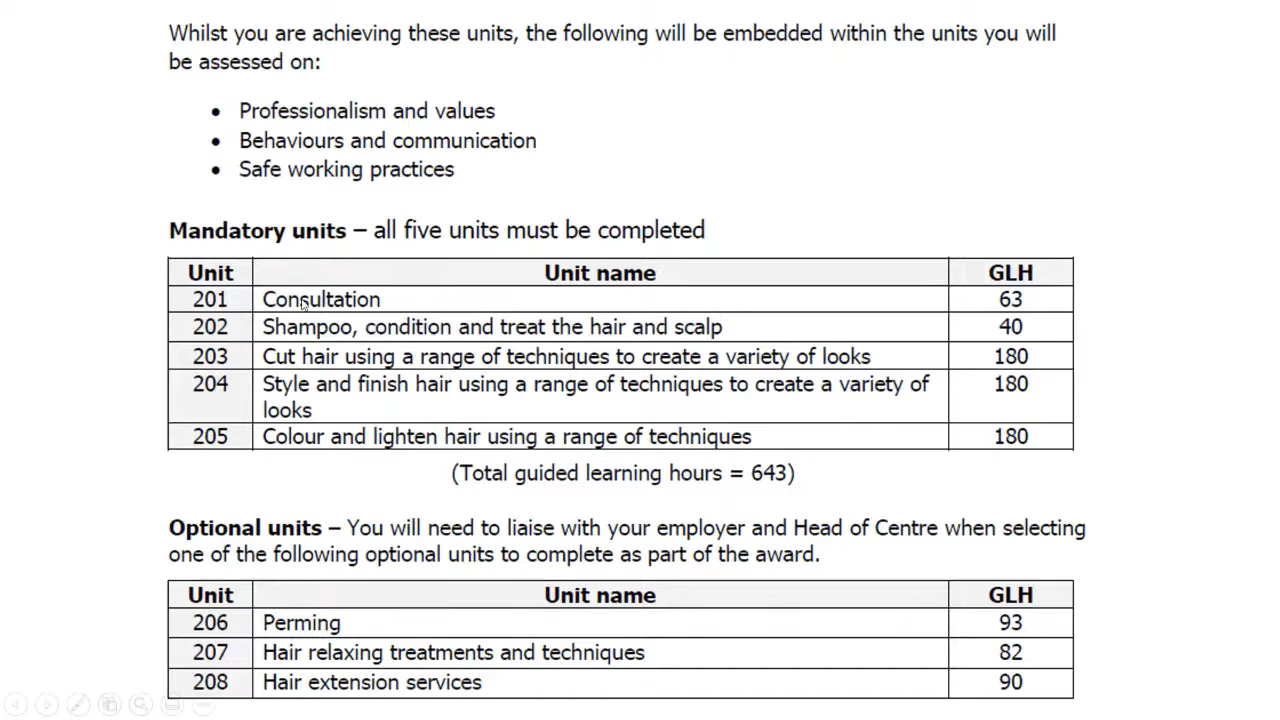 Whilst you are achieving these units, the following will be embedded within the units you will
be assessed on:
• Professionalism and values
• Behaviours and communication
• Safe working practices
Mandatory units – all five units must be completed
Unit Unit name GLH
201 Consultation 63
202 Shampoo, condition and treat the hair and scalp 40
203 Cut hair using a range of techniques to create a variety of looks 180
204 Style and finish hair using a range of techniques to create a variety of 180
looks
205 Colour and lighten hair using a range of techniques 180
(Total guided learning hours = 643)
Optional units – You will need to liaise with your employer and Head of Centre when selecting
one of the following optional units to complete as part of the award.
Unit Unit name GLH
206 Perming 93
207 Hair relaxing treatments and techniques 82
208 Hair extension services 90